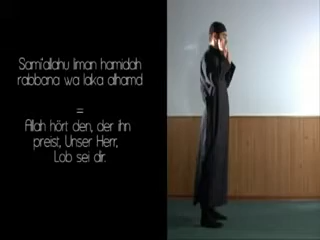 Sami'allahu liman hamidah
rabbana wa laka alhamd
=
Allah hört den, der ihn
preist, Unser Herr,
Lob sei dir.